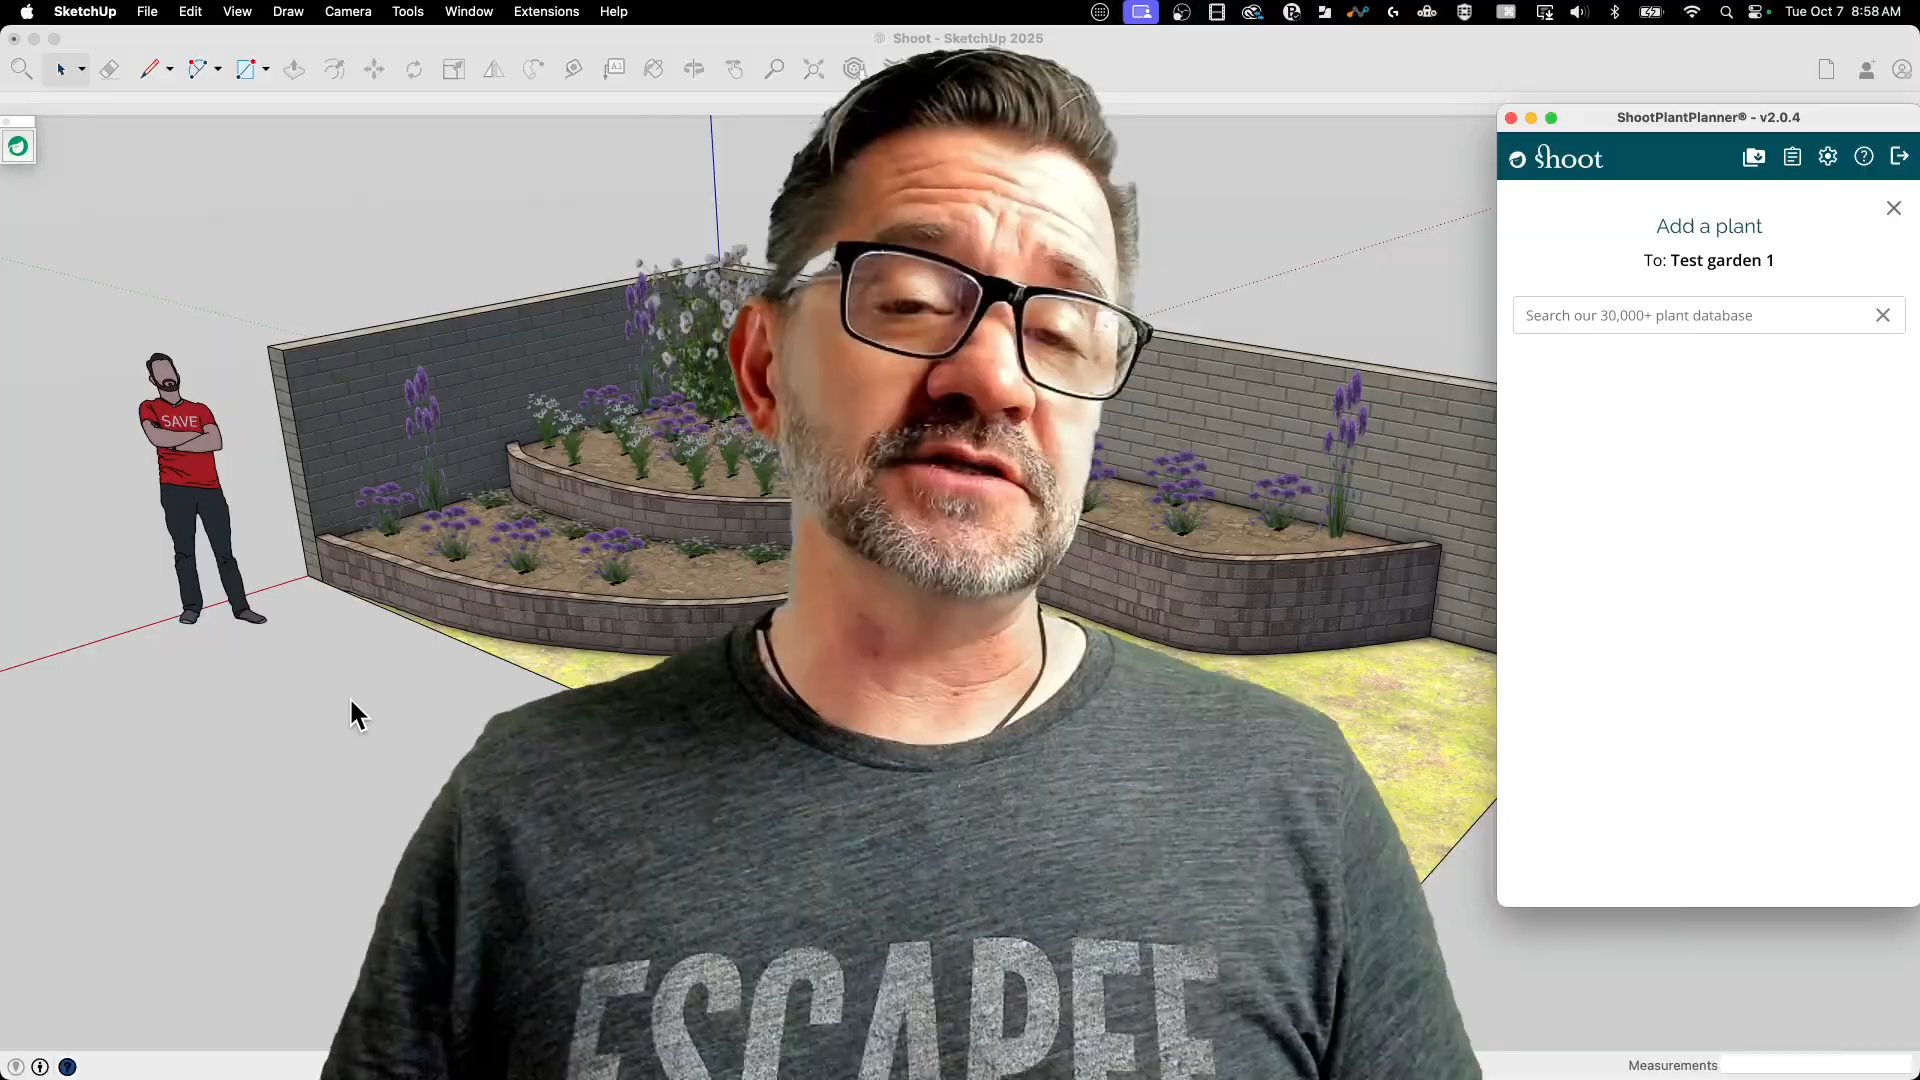 SketchUp File Edit View Draw Camera Tools Window Extensions Help Tue Oct 7 8:58 AM
Shoot - SketchUp 2025
A1
ShootPlantPlanner® - v2.0.4
shoot
Add a plant
To: Test garden 1
Search our 30,000+ plant database
SAVE
ESCAPEE
Measurements